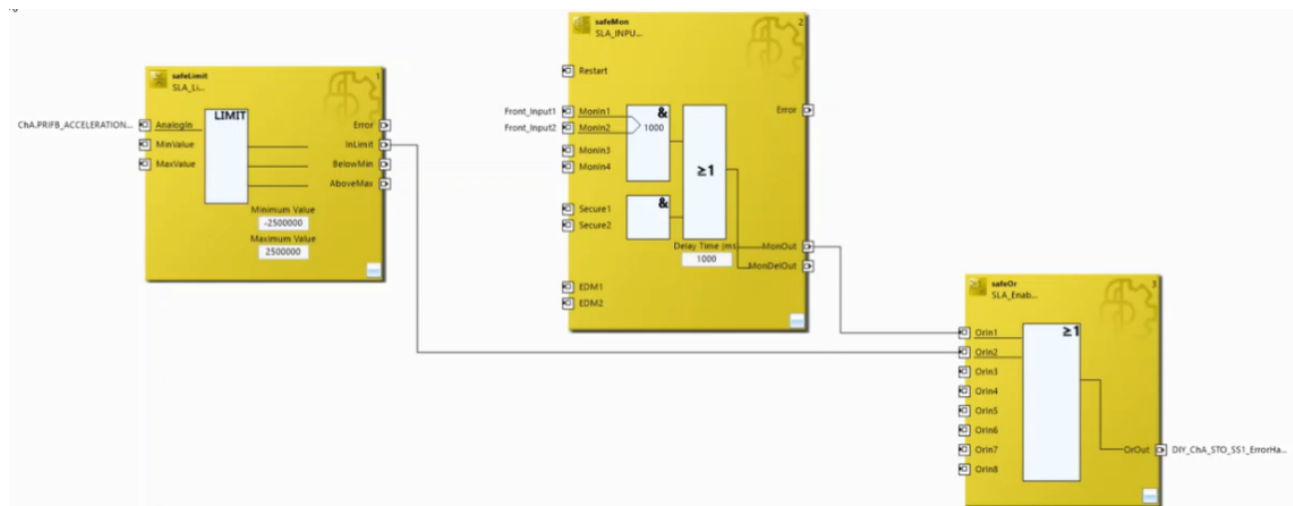 safeLimit
1
SLA_Li...
LIMIT
ChA.PRIFB_ACCELERATION...
AnalogIn
MinValue
MaxValue
Error
InLimit
BelowMin
AboveMax
Minimum Value
-2500000
Maximum Value
2500000
safeMon
2
SLA_INPU...
Restart
Front_Input1
MonIn1
Front_Input2
MonIn2
MonIn3
MonIn4
Secure1
Secure2
EDM1
EDM2
&
1000
&
≥1
Error
Delay Time (ms
1000
MonOut
MonDelOut
safeOr
3
SLA_Enab...
OrIn1
OrIn2
OrIn3
OrIn4
OrIn5
OrIn6
OrIn7
OrIn8
≥1
OrOut
DIY_ChA_STO_SS1_ErrorHa...